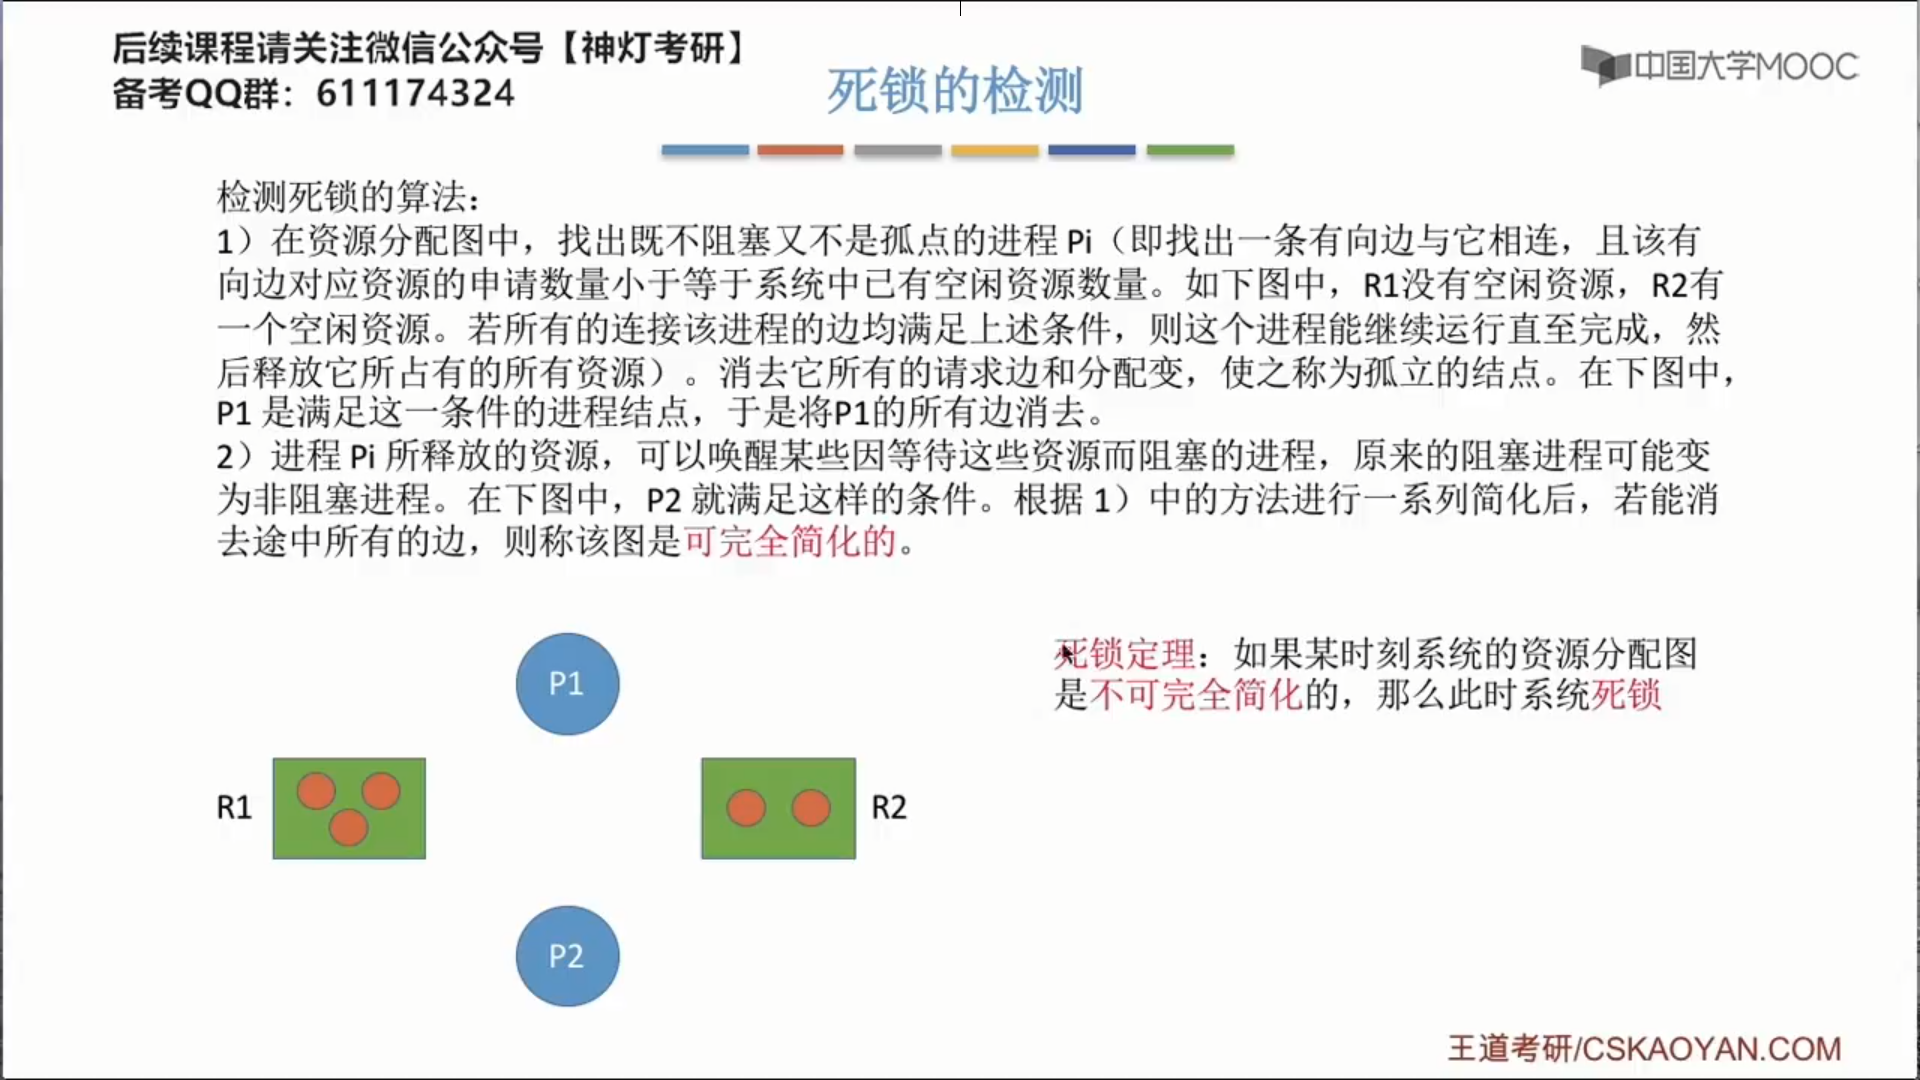 后续课程请关注微信公众号【神灯考研】
备考QQ群：611174324
中国大学MOOC
死锁的检测
检测死锁的算法：
1）在资源分配图中，找出既不阻塞又不是孤点的进程 Pi（即找出一条有向边与它相连，且该有
向边对应资源的申请数量小于等于系统中已有空闲资源数量。如下图中，R1没有空闲资源，R2有
一个空闲资源。若所有的连接该进程的边均满足上述条件，则这个进程能继续运行直至完成，然
后释放它所占有的所有资源）。消去它所有的请求边和分配变，使之称为孤立的结点。在下图中，
P1 是满足这一条件的进程结点，于是将P1的所有边消去。
2）进程 Pi 所释放的资源，可以唤醒某些因等待这些资源而阻塞的进程，原来的阻塞进程可能变
为非阻塞进程。在下图中，P2 就满足这样的条件。根据 1）中的方法进行一系列简化后，若能消
去途中所有的边，则称该图是可完全简化的。
P1
死锁定理：如果某时刻系统的资源分配图
是不可完全简化的，那么此时系统死锁
R1
R2
P2
王道考研/CSKAOYAN.COM